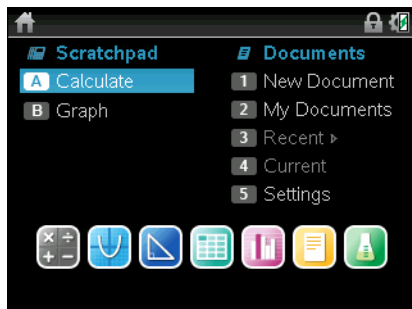 Scratchpad
A Calculate
B Graph
Documents
1 New Document
2 My Documents
3 Recent ▹
4 Current
5 Settings